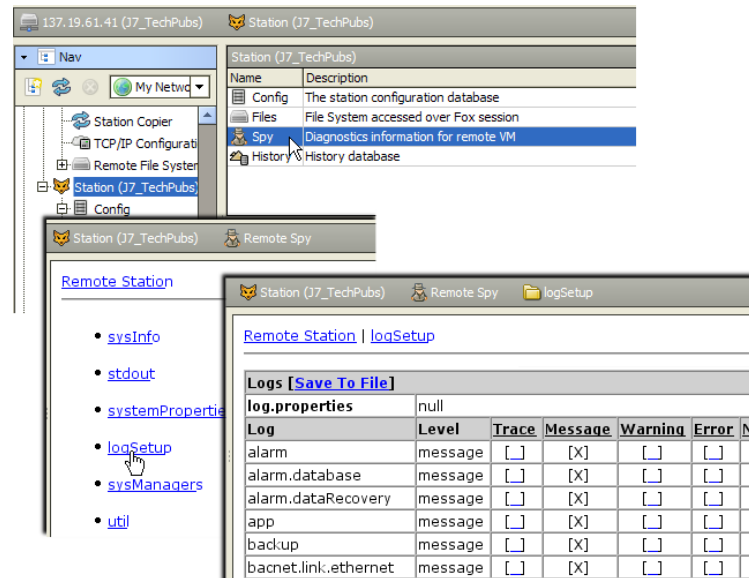 137.19.61.41 (J7_TechPubs) Station (J7_TechPubs)
Nav
My Netwo
Station Copier
TCP/IP Configurati
Remote File System
Station (J7_TechPubs)
Config
Station (J7_TechPubs)
Name Description
Config The station configuration database
Files File System accessed over Fox session
Spy Diagnostics information for remote VM
History History database
Station (J7_TechPubs) Remote Spy
Remote Station
• sysInfo
• stdout
• systemPropertie
• logSetup
• sysManagers
• util
Station (J7_TechPubs) Remote Spy logSetup
Remote Station | logSetup
Logs [Save To File]
log.properties null
Log Level Trace Message Warning Error N
alarm message [_] [X] [_] [_]
alarm.database message [_] [X] [_] [_]
alarm.dataRecovery message [_] [X] [_] [_]
app message [_] [X] [_] [_]
backup message [_] [X] [_] [_]
bacnet.link.ethernet message [_] [X] [_] [_]